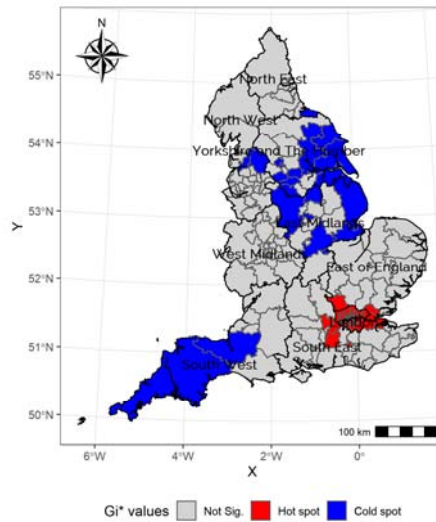 N
55°N
54°N
53°N
52°N
51°N
50°N
Y
North East
North West
Yorkshire and The Humber
East Midlands
West Midlands
East of England
London
South East
South West
100 km
6°W
4°W
2°W
0°
X
Gi* values
Not Sig.
Hot spot
Cold spot